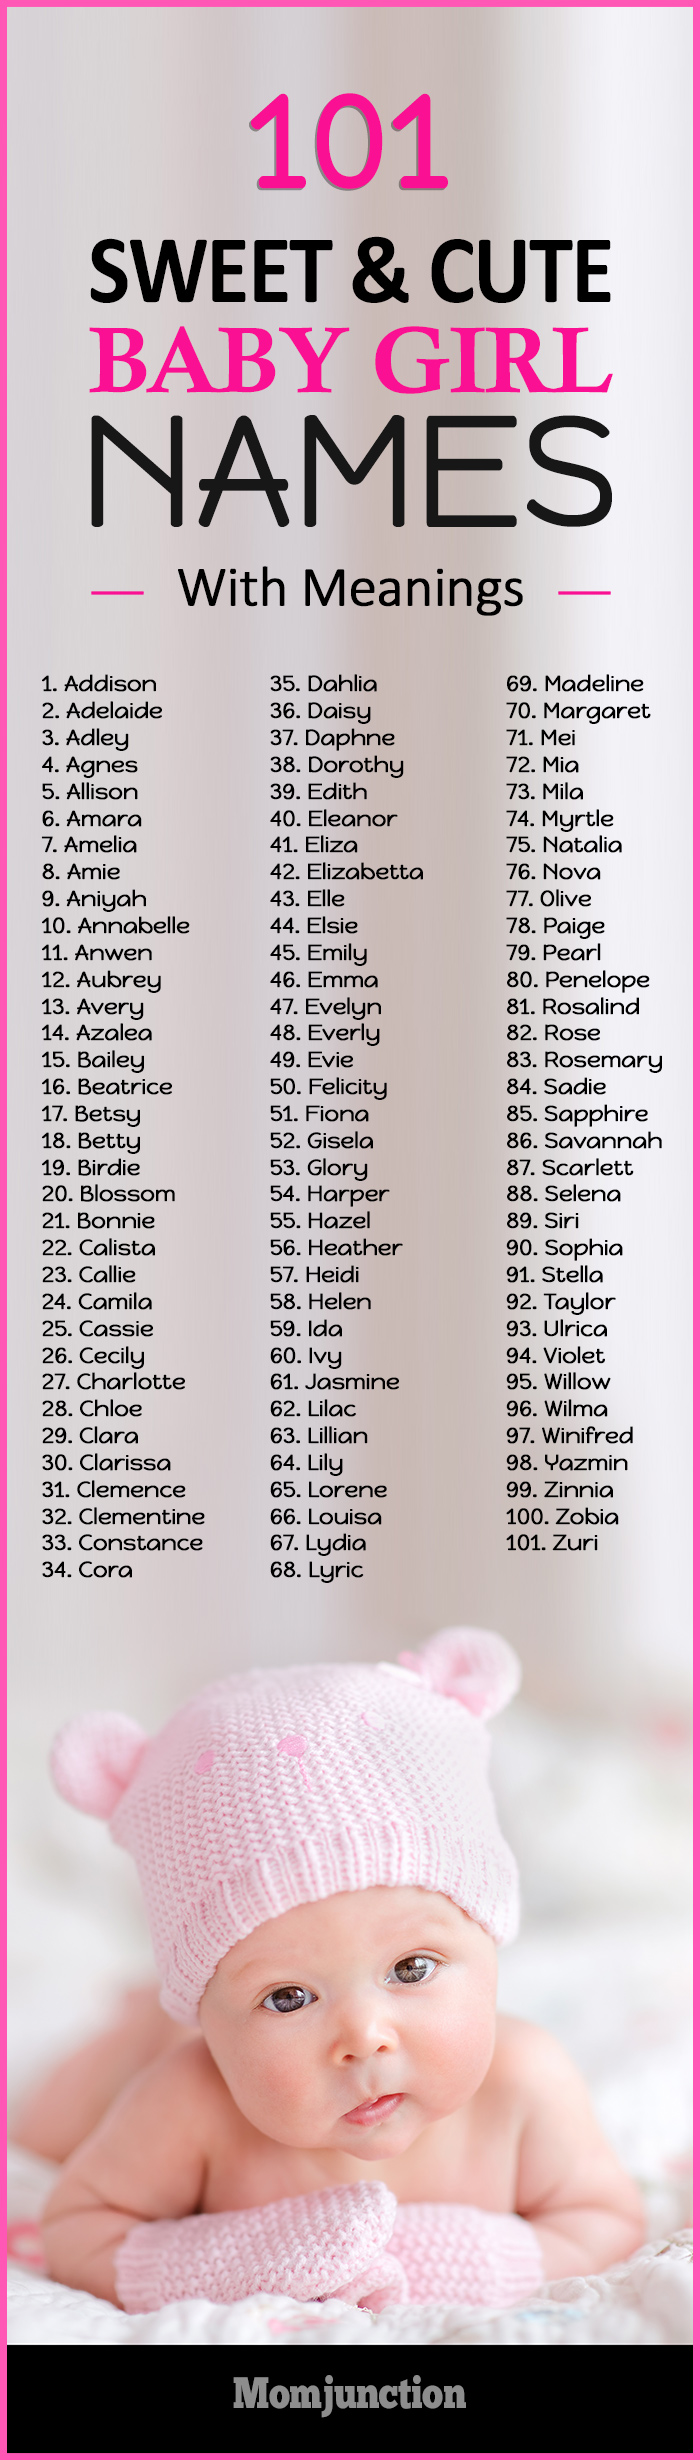 101
SWEET & CUTE
BABY GIRL
NAMES
With Meanings
1. Addison
2. Adelaide
3. Adley
4. Agnes
5. Allison
6. Amara
7. Amelia
8. Amie
9. Aniyah
10. Annabelle
11. Anwen
12. Aubrey
13. Avery
14. Azalea
15. Bailey
16. Beatrice
17. Betsy
18. Betty
19. Birdie
20. Blossom
21. Bonnie
22. Calista
23. Callie
24. Camila
25. Cassie
26. Cecily
27. Charlotte
28. Chloe
29. Clara
30. Clarissa
31. Clemence
32. Clementine
33. Constance
34. Cora
35. Dahlia
36. Daisy
37. Daphne
38. Dorothy
39. Edith
40. Eleanor
41. Eliza
42. Elizabetta
43. Elle
44. Elsie
45. Emily
46. Emma
47. Evelyn
48. Everly
49. Evie
50. Felicity
51. Fiona
52. Gisela
53. Glory
54. Harper
55. Hazel
56. Heather
57. Heidi
58. Helen
59. Ida
60. Ivy
61. Jasmine
62. Lilac
63. Lillian
64. Lily
65. Lorene
66. Louisa
67. Lydia
68. Lyric
69. Madeline
70. Margaret
71. Mei
72. Mia
73. Mila
74. Myrtle
75. Natalia
76. Nova
77. Olive
78. Paige
79. Pearl
80. Penelope
81. Rosalind
82. Rose
83. Rosemary
84. Sadie
85. Sapphire
86. Savannah
87. Scarlett
88. Selena
89. Siri
90. Sophia
91. Stella
92. Taylor
93. Ulrica
94. Violet
95. Willow
96. Wilma
97. Winifred
98. Yazmin
99. Zinnia
100. Zobia
101. Zuri
Momjunction